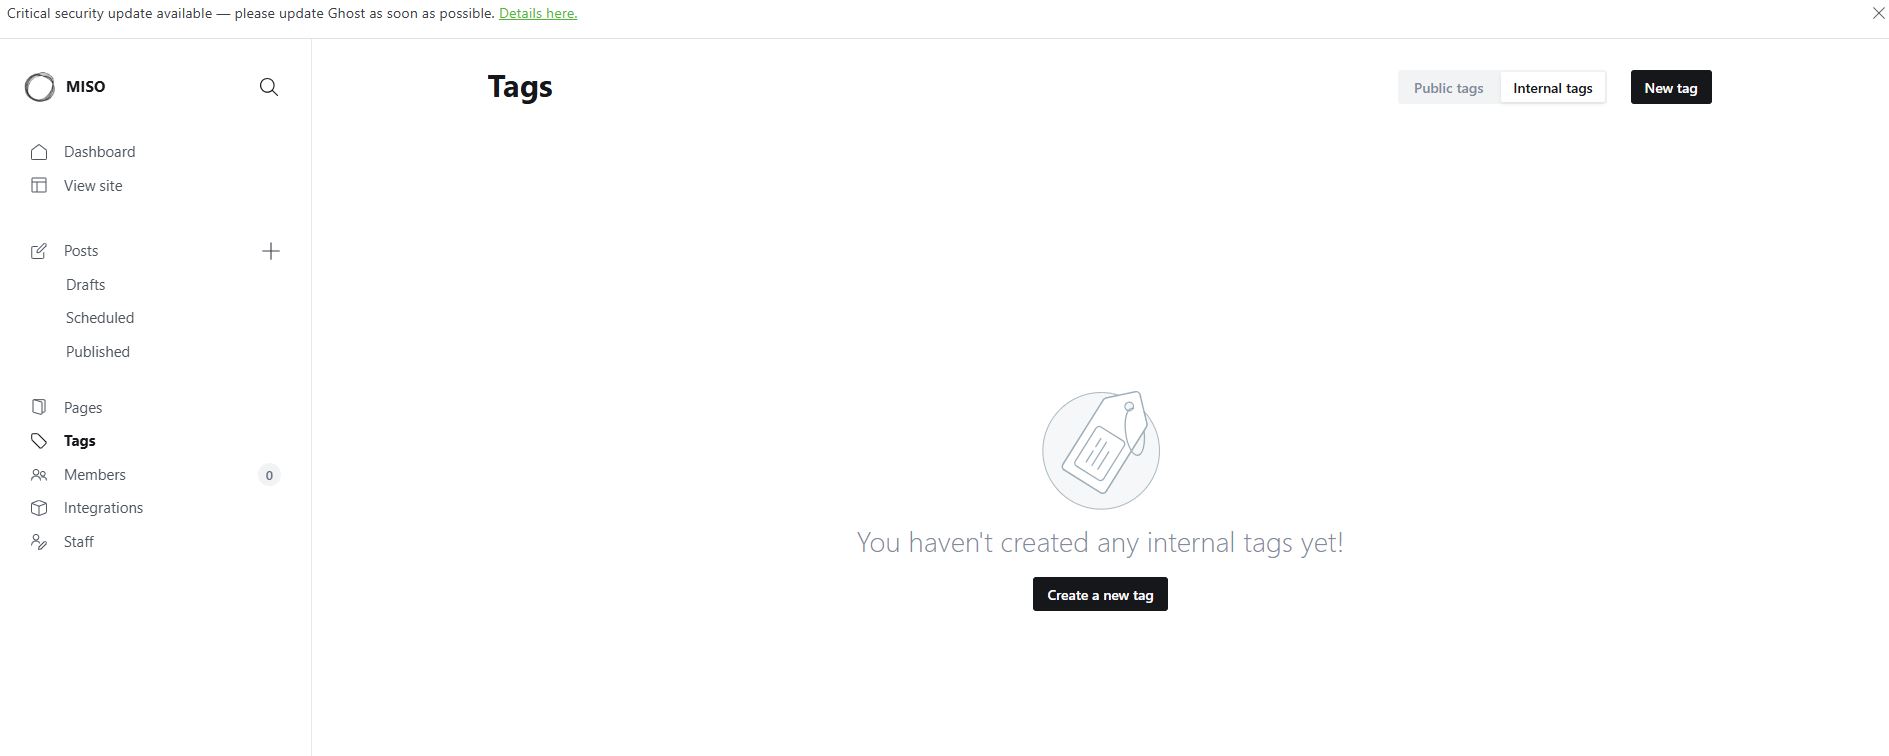 Critical security update available — please update Ghost as soon as possible. Details here.
MISO
Tags
Public tags
Internal tags
New tag
Dashboard
View site
Posts
Drafts
Scheduled
Published
Pages
Tags
Members
0
Integrations
Staff
You haven't created any internal tags yet!
Create a new tag